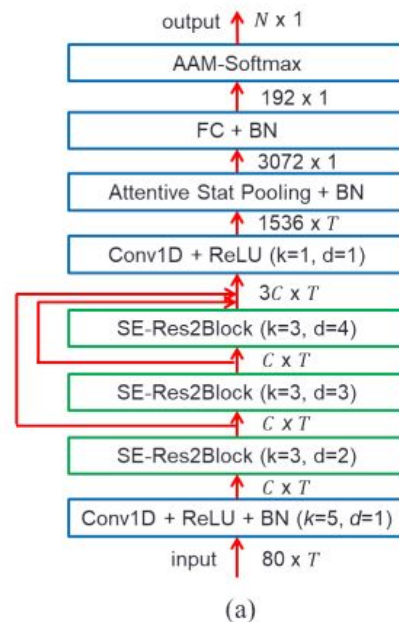 output N x 1
AAM-Softmax
192 x 1
FC + BN
3072 x 1
Attentive Stat Pooling + BN
1536 x T
Conv1D + ReLU (k=1, d=1)
3C x T
SE-Res2Block (k=3, d=4)
C x T
SE-Res2Block (k=3, d=3)
C x T
SE-Res2Block (k=3, d=2)
C x T
Conv1D + ReLU + BN (k=5, d=1)
input 80 x T
(a)